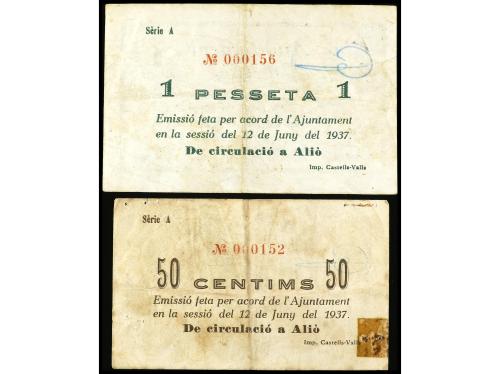 Sèrie A
№ 000156
1 PESSETA 1
Emissió feta per acord de l'Ajuntament
en la sessió del 12 de Juny del 1937.
De circulació a Aliò
Imp. Castells-Valls
Sèrie A
№ 000152
50 CENTIMS 50
Emissió feta per acord de l'Ajuntament
en la sessió del 12 de Juny del 1937.
De circulació a Aliò
Imp. Castells-Valls